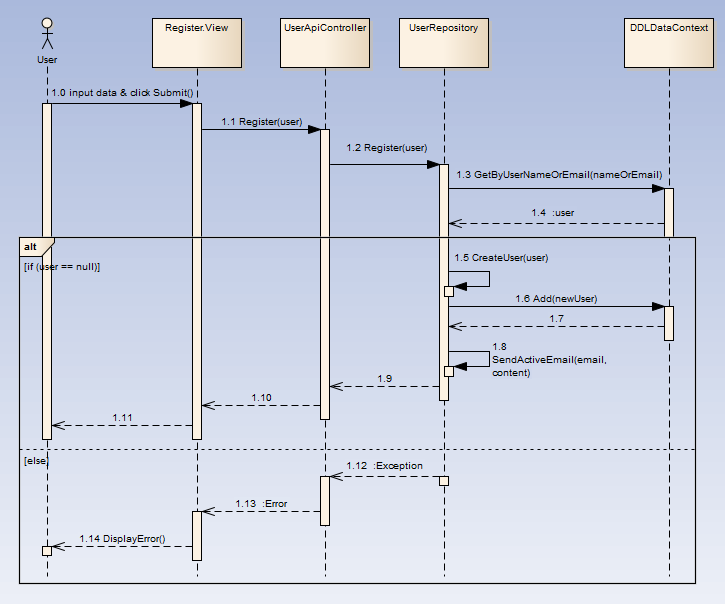 Register.View
UserApiController
UserRepository
DDLDataContext
User
1.0 input data & click Submit()
1.1 Register(user)
1.2 Register(user)
1.3 GetByUserNameOrEmail(nameOrEmail)
1.4 :user
alt
[if (user == null)]
1.5 CreateUser(user)
1.6 Add(newUser)
1.7
1.8
SendActiveEmail(email,
content)
1.9
1.10
1.11
[else]
1.12 :Exception
1.13 :Error
1.14 DisplayError()